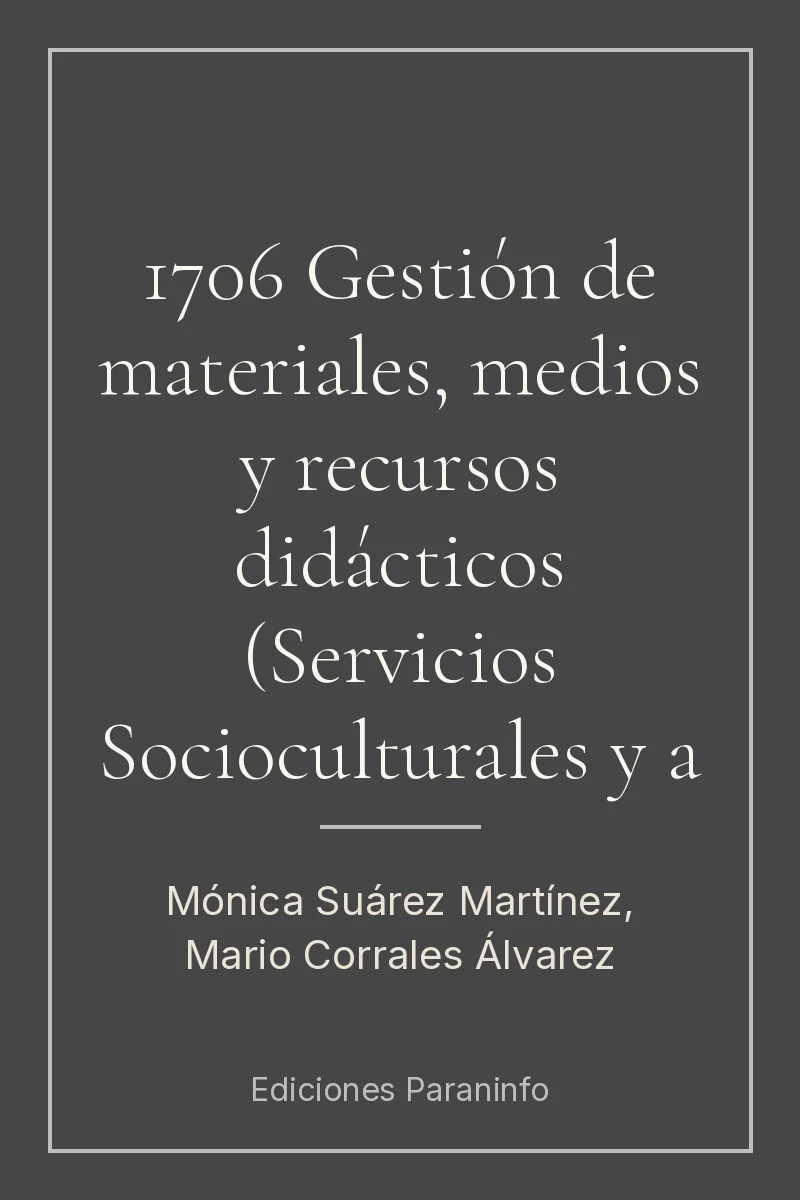 1706 Gestión de
materiales, medios
y recursos
didácticos
(Servicios
Socioculturales y a
Mónica Suárez Martínez,
Mario Corrales Álvarez
Ediciones Paraninfo